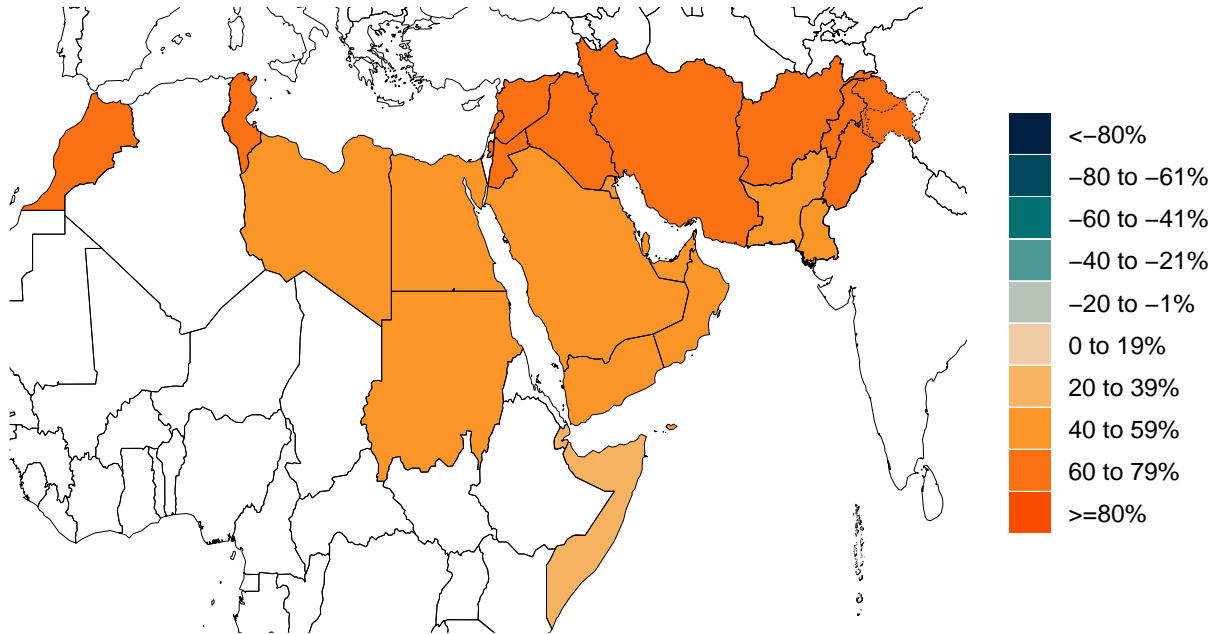 <−80%
−80 to −61%
−60 to −41%
−40 to −21%
−20 to −1%
0 to 19%
20 to 39%
40 to 59%
60 to 79%
>=80%